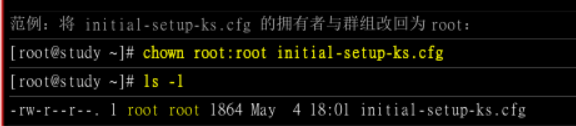 范例：将 initial-setup-ks.cfg 的拥有者与群组改回为 root：
[root@study ~]# chown root:root initial-setup-ks.cfg
[root@study ~]# ls -l
-rw-r--r--. 1 root root 1864 May  4 18:01 initial-setup-ks.cfg